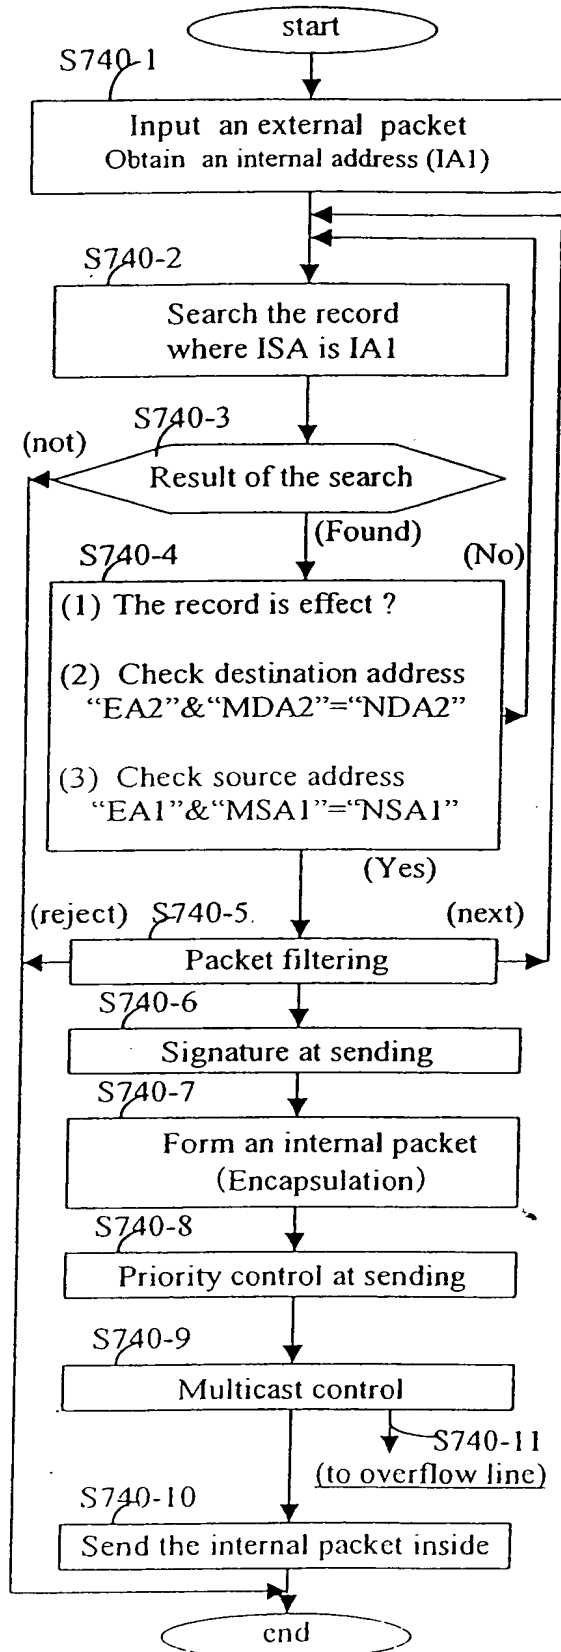 start
S740-1
Input an external packet
Obtain an internal address (IA1)
S740-2
Search the record
where ISA is IA1
S740-3
(not)
Result of the search
(Found)
S740-4
(No)
(1) The record is effect ?
(2) Check destination address
“EA2”&“MDA2”=“NDA2”
(3) Check source address
“EA1”&“MSA1”=“NSA1”
(Yes)
(reject)
S740-5
(next)
Packet filtering
S740-6
Signature at sending
S740-7
Form an internal packet
(Encapsulation)
S740-8
Priority control at sending
S740-9
Multicast control
S740-11
(to overflow line)
S740-10
Send the internal packet inside
end